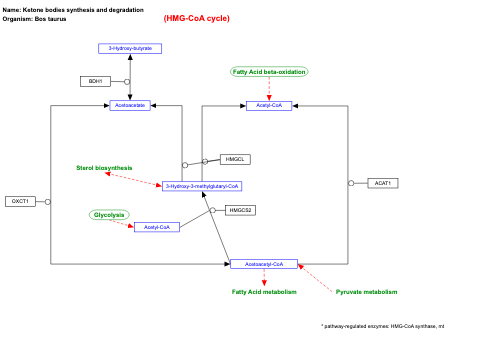 Name: Ketone bodies synthesis and degradation
Organism: Bos taurus
(HMG-CoA cycle)
3-Hydroxy-butyrate
Fatty Acid beta-oxidation
BDH1
Acetoacetate
Acetyl-CoA
HMGCL
Sterol biosynthesis
3-Hydroxy-3-methylglutaryl-CoA
ACAT1
OXCT1
Glycolysis
HMGCS2
Acetyl-CoA
Acetoacetyl-CoA
Fatty Acid metabolism
Pyruvate metabolism
* pathway-regulated enzymes: HMG-CoA synthase, mt